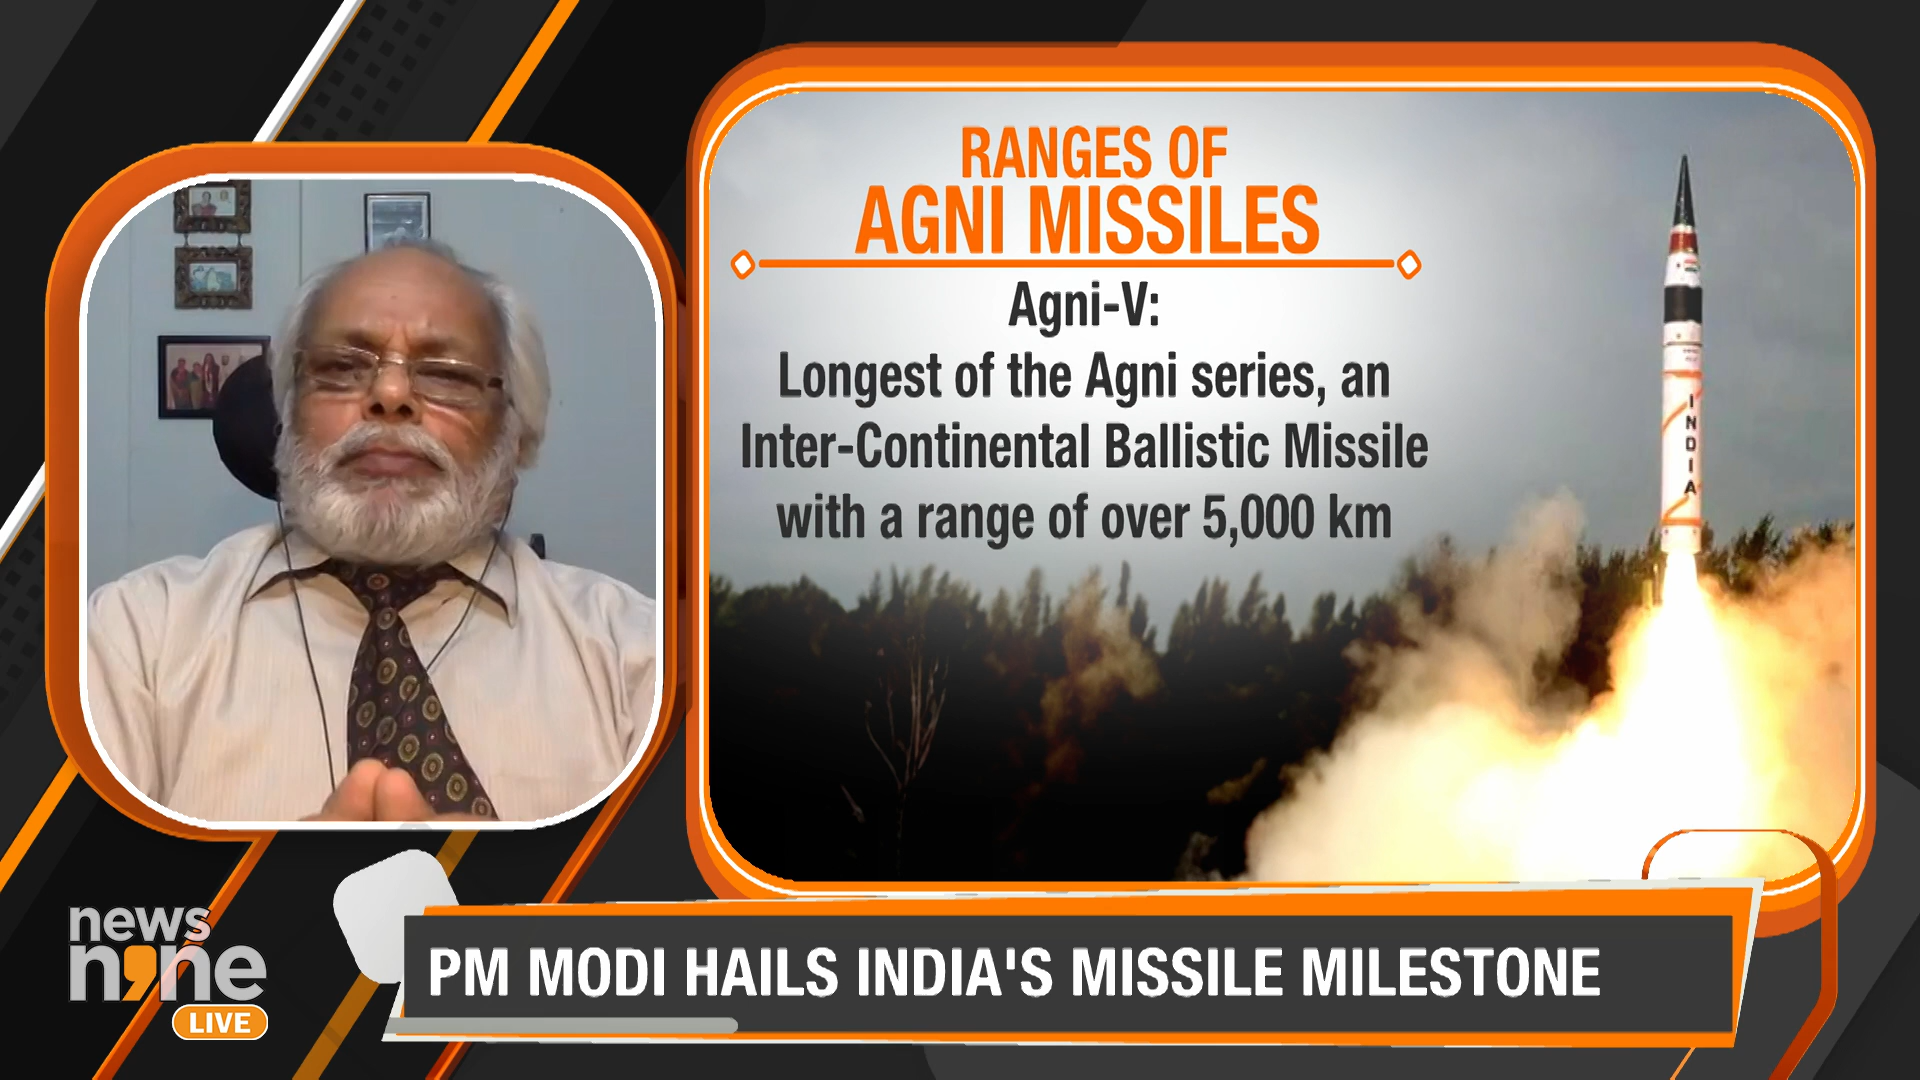 RANGES OF
AGNI MISSILES
Agni-V:
Longest of the Agni series, an
Inter-Continental Ballistic Missile
with a range of over 5,000 km
INDIA
news
nine
LIVE
PM MODI HAILS INDIA'S MISSILE MILESTONE